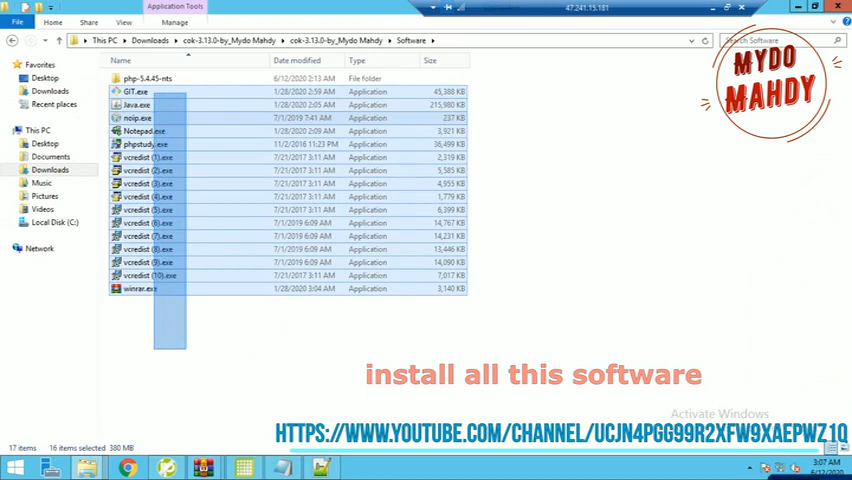 Application Tools
47.241.15.181
File Home Share View Manage
This PC Downloads cok-3.13.0-by_Mydo Mahdy cok-3.13.0-by_Mydo Mahdy Software
Search Software
MYDO
MAHDY
Favorites
Desktop
Downloads
Recent places
This PC
Desktop
Documents
Downloads
Music
Pictures
Videos
Local Disk (C:)
Network
Name Date modified Type Size
php-5.4.45-nts 6/12/2020 2:13 AM File folder
GIT.exe 1/28/2020 2:59 AM Application 45,388 KB
Java.exe 1/28/2020 2:05 AM Application 215,980 KB
noip.exe 7/1/2019 7:41 AM Application 237 KB
Notepad.exe 1/28/2020 2:09 AM Application 3,921 KB
phpstudy.exe 11/2/2016 11:23 PM Application 36,499 KB
vcredist (1).exe 7/21/2017 3:11 AM Application 2,319 KB
vcredist (2).exe 7/21/2017 3:11 AM Application 5,585 KB
vcredist (3).exe 7/21/2017 3:11 AM Application 4,955 KB
vcredist (4).exe 7/21/2017 3:11 AM Application 1,779 KB
vcredist (5).exe 7/21/2017 3:11 AM Application 6,399 KB
vcredist (6).exe 7/1/2019 6:09 AM Application 14,767 KB
vcredist (7).exe 7/1/2019 6:09 AM Application 14,231 KB
vcredist (8).exe 7/1/2019 6:09 AM Application 13,446 KB
vcredist (9).exe 7/1/2019 6:09 AM Application 14,090 KB
vcredist (10).exe 7/21/2017 3:11 AM Application 7,017 KB
winrar.exe 1/28/2020 3:04 AM Application 3,140 KB
install all this software
Activate Windows
HTTPS://WWW.YOUTUBE.COM/CHANNEL/UCJN4PGG99R2XFW9XAEPWZ1Q
17 items 16 items selected 380 MB
3:07 AM